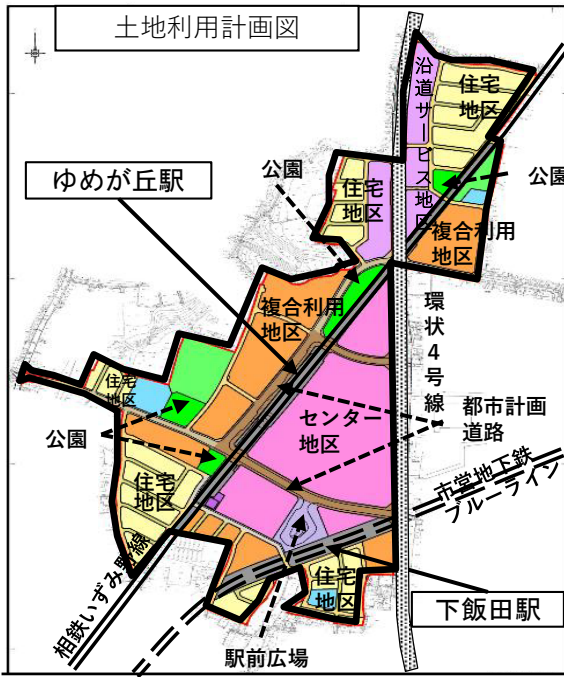 土地利用計画図
沿道サービス地区
住宅
地区
公園
公園
ゆめが丘駅
住宅
地区
複合利用
地区
複合利用
地区
環状4号線
住宅
地区
センター
地区
都市計画
道路
公園
住宅
地区
市営地下鉄
ブルーライン
相鉄いずみ野線
住宅
地区
下飯田駅
駅前広場